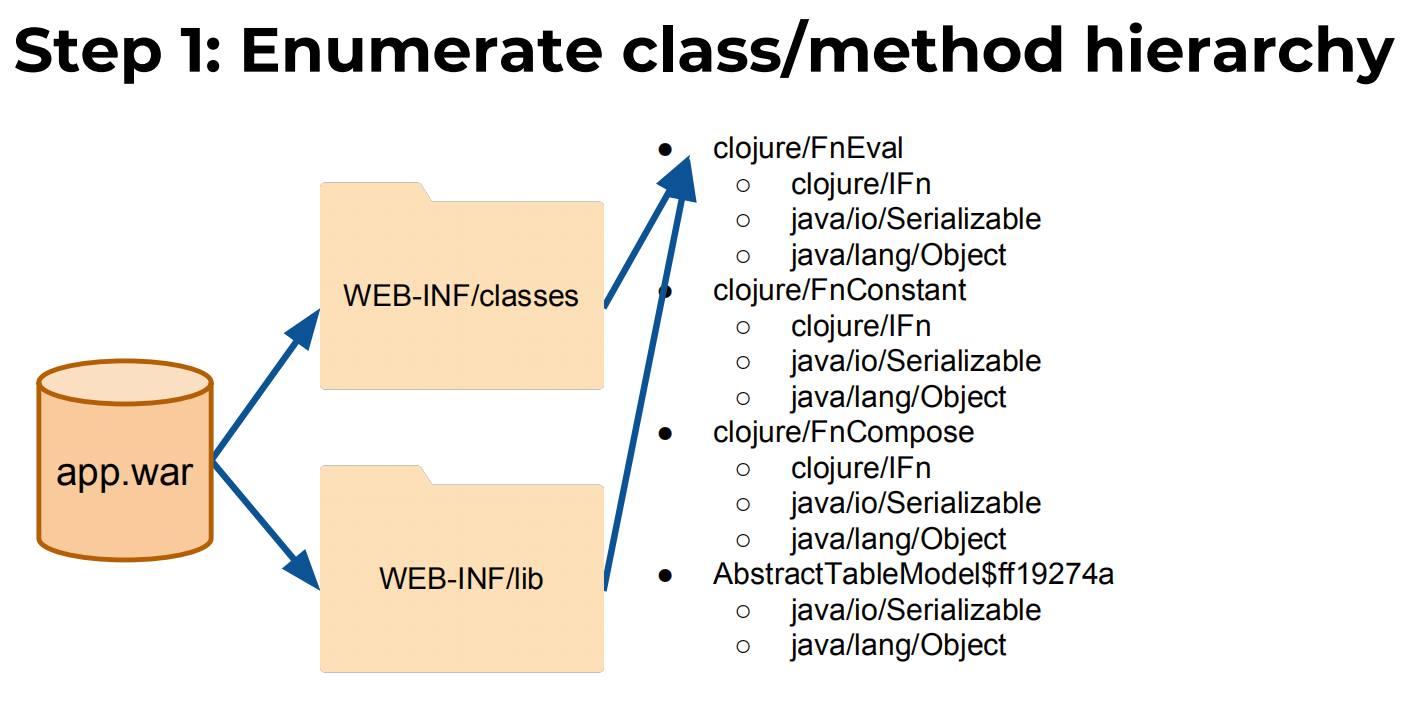 Step 1: Enumerate class/method hierarchy
app.war
WEB-INF/classes
WEB-INF/lib
● clojure/FnEval
○ clojure/IFn
○ java/io/Serializable
○ java/lang/Object
● clojure/FnConstant
○ clojure/IFn
○ java/io/Serializable
○ java/lang/Object
● clojure/FnCompose
○ clojure/IFn
○ java/io/Serializable
○ java/lang/Object
● AbstractTableModel$ff19274a
○ java/io/Serializable
○ java/lang/Object